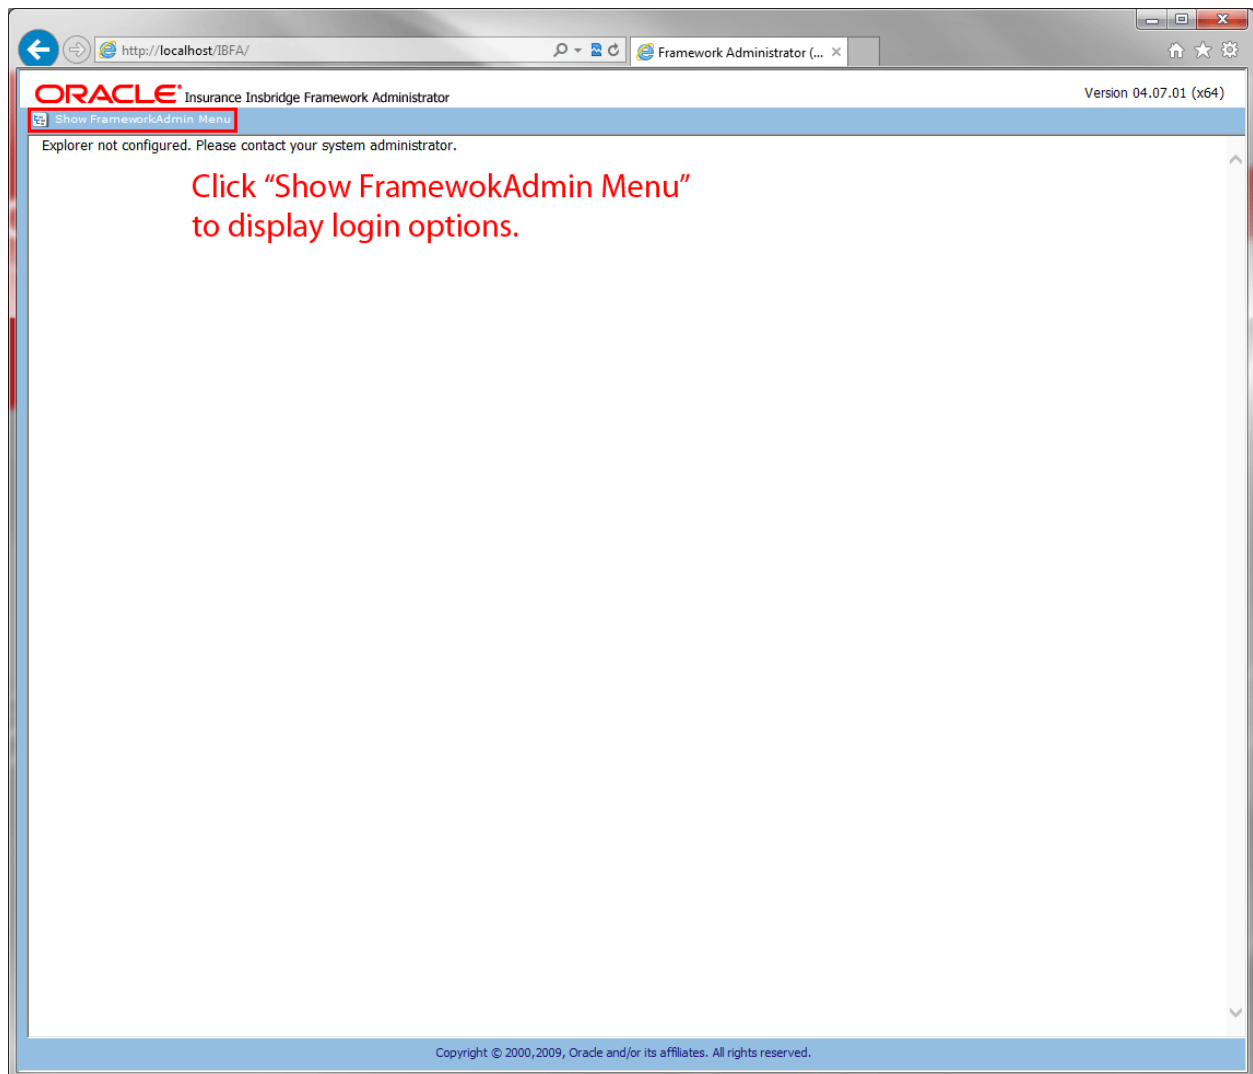 http://localhost/IBFA/
Framework Administrator (...
ORACLE® Insurance Insbridge Framework Administrator
Version 04.07.01 (x64)
Show FrameworkAdmin Menu
Explorer not configured. Please contact your system administrator.
Click “Show FramewokAdmin Menu”
to display login options.
Copyright © 2000,2009, Oracle and/or its affiliates. All rights reserved.